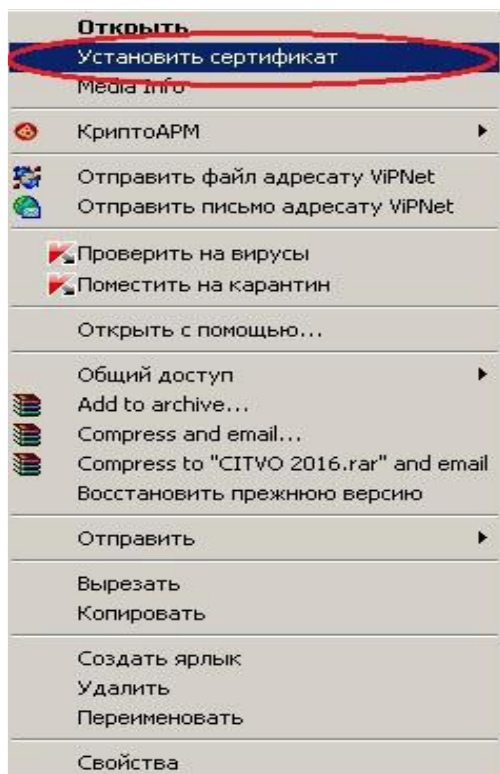 Открыть
Установить сертификат
Media Info
КриптоАРМ
Отправить файл адресату ViPNet
Отправить письмо адресату ViPNet
Проверить на вирусы
Поместить на карантин
Открыть с помощью...
Общий доступ
Add to archive...
Compress and email...
Compress to "CITVO 2016.rar" and email
Восстановить прежнюю версию
Отправить
Вырезать
Копировать
Создать ярлык
Удалить
Переименовать
Свойства